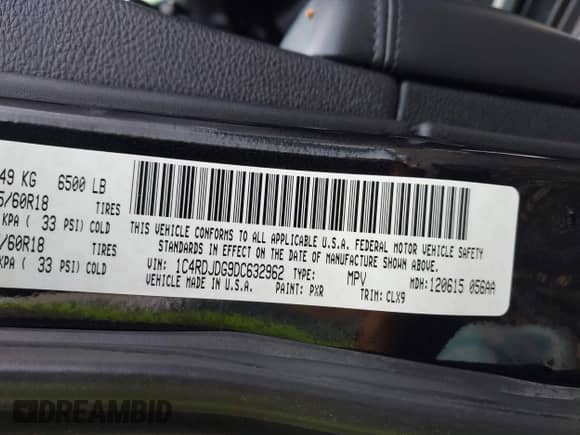 49 KG 6500 LB
5/60R18 TIRES
KPA ( 33 PSI) COLD
/60R18 TIRES
KPA ( 33 PSI) COLD
THIS VEHICLE CONFORMS TO ALL APPLICABLE U.S.A. FEDERAL MOTOR VEHICLE SAFETY
STANDARDS IN EFFECT ON THE DATE OF MANUFACTURE SHOWN ABOVE.
VIN: 1C4RDJDG9DC632962 TYPE: MPV MDH: 120615 056AA
VEHICLE MADE IN U.S.A. PAINT: PXR TRIM: CLX9
DREAMBID